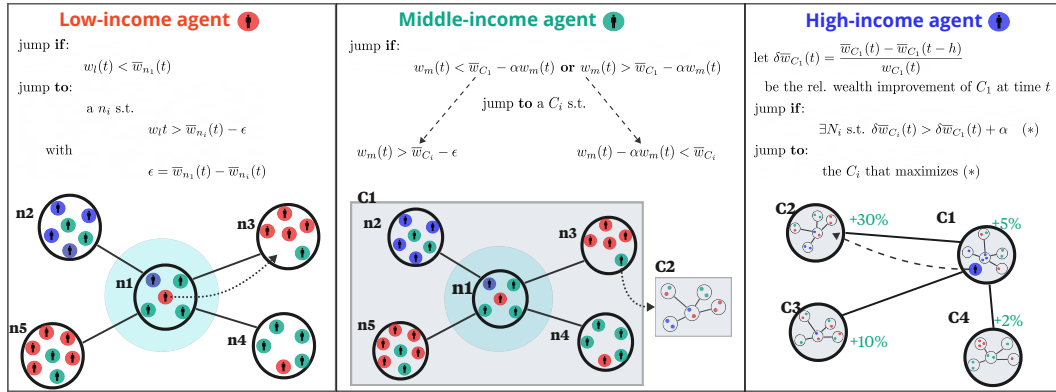 Low-income agent
jump if:
w_l(t) < w̅_{n_1}(t)
jump to:
a n_i s.t.
w_l t > w̅_{n_i}(t) − ϵ
with
ϵ = w̅_{n_1}(t) − w̅_{n_i}(t)
n2
n3
n1
n5
n4
Middle-income agent
jump if:
w_m(t) < w̅_{C_1} − αw_m(t) or w_m(t) > w̅_{C_1} − αw_m(t)
jump to a C_i s.t.
w_m(t) > w̅_{C_i} − ϵ
w_m(t) − αw_m(t) < w̅_{C_i}
C1
n2
n3
C2
n1
n5
n4
High-income agent
let δw̅_{C_1}(t) = (w̅_{C_1}(t) − w̅_{C_1}(t − h)) / w_{C_1}(t)
be the rel. wealth improvement of C_1 at time t
jump if:
∃N_i s.t. δw̅_{C_i}(t) > δw̅_{C_1}(t) + α (*)
jump to:
the C_i that maximizes (*)
C2
+30%
C1
+5%
C3
+10%
C4
+2%